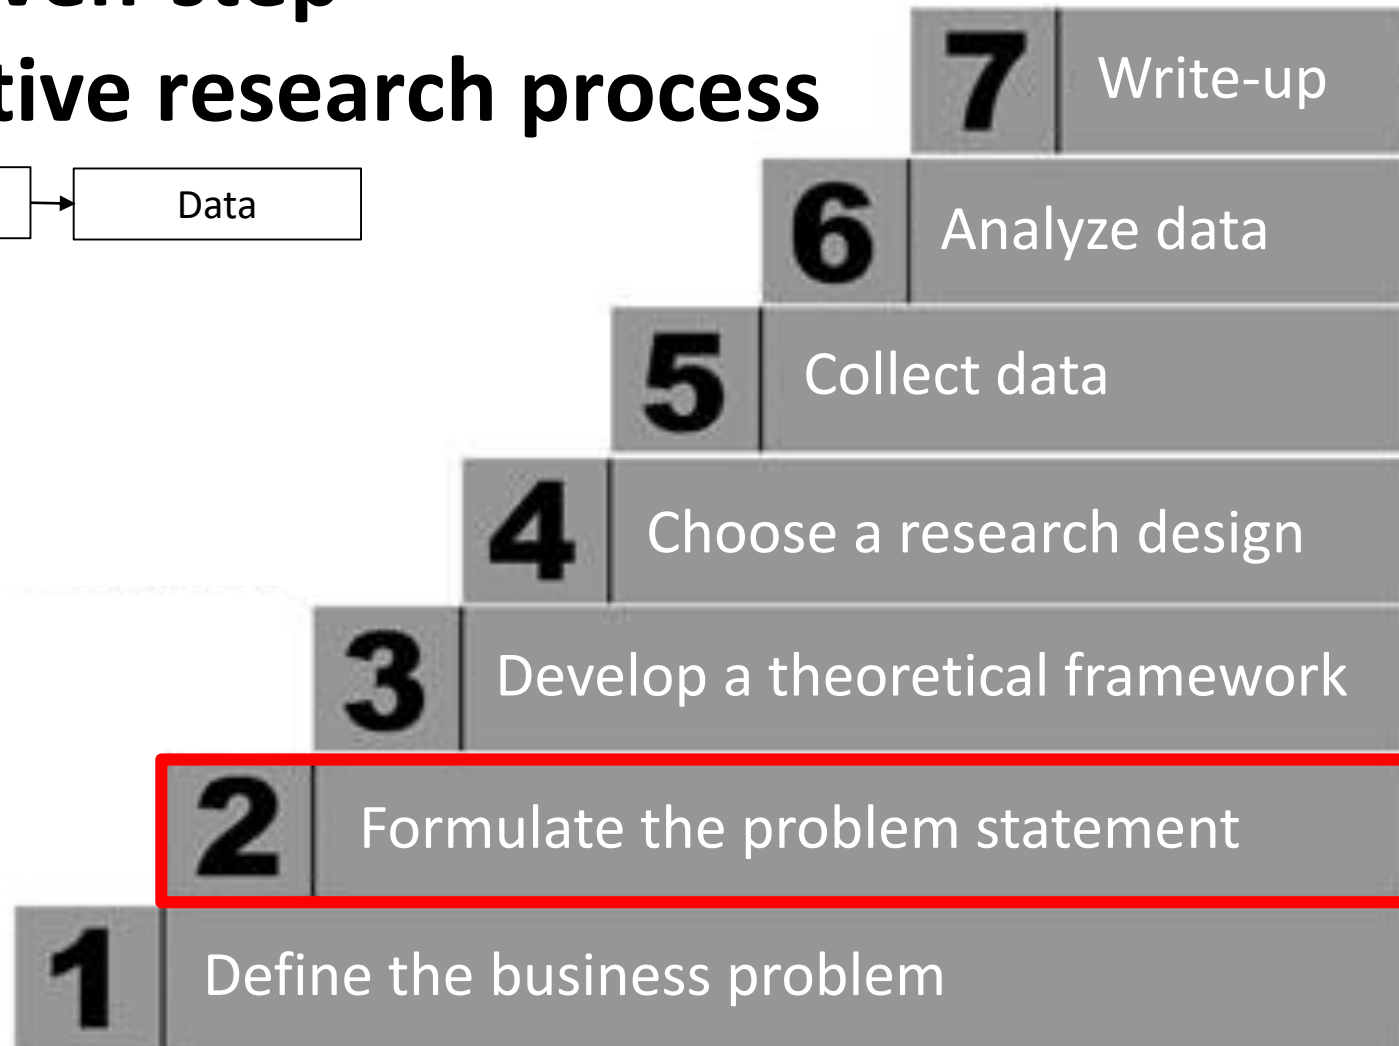 tive research process
Data
7 Write-up
6 Analyze data
5 Collect data
4 Choose a research design
3 Develop a theoretical framework
2 Formulate the problem statement
1 Define the business problem